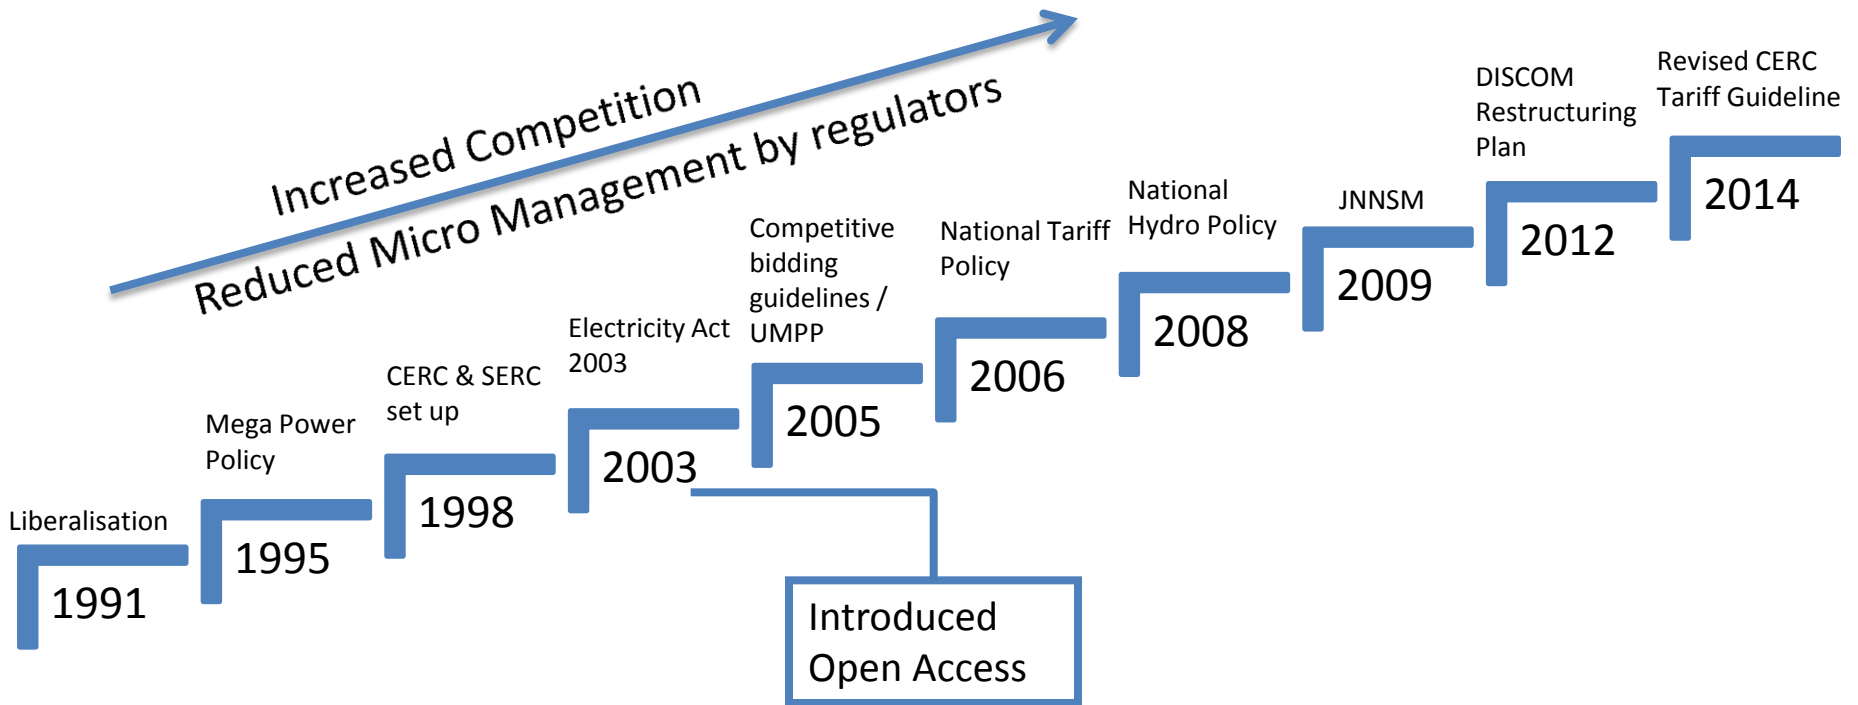 Increased Competition
Reduced Micro Management by regulators
Liberalisation
1991
Mega Power
Policy
1995
CERC & SERC
set up
1998
Electricity Act
2003
2003
Introduced
Open Access
Competitive
bidding
guidelines /
UMPP
2005
National Tariff
Policy
2006
National
Hydro Policy
2008
JNNSM
2009
DISCOM
Restructuring
Plan
2012
Revised CERC
Tariff Guideline
2014